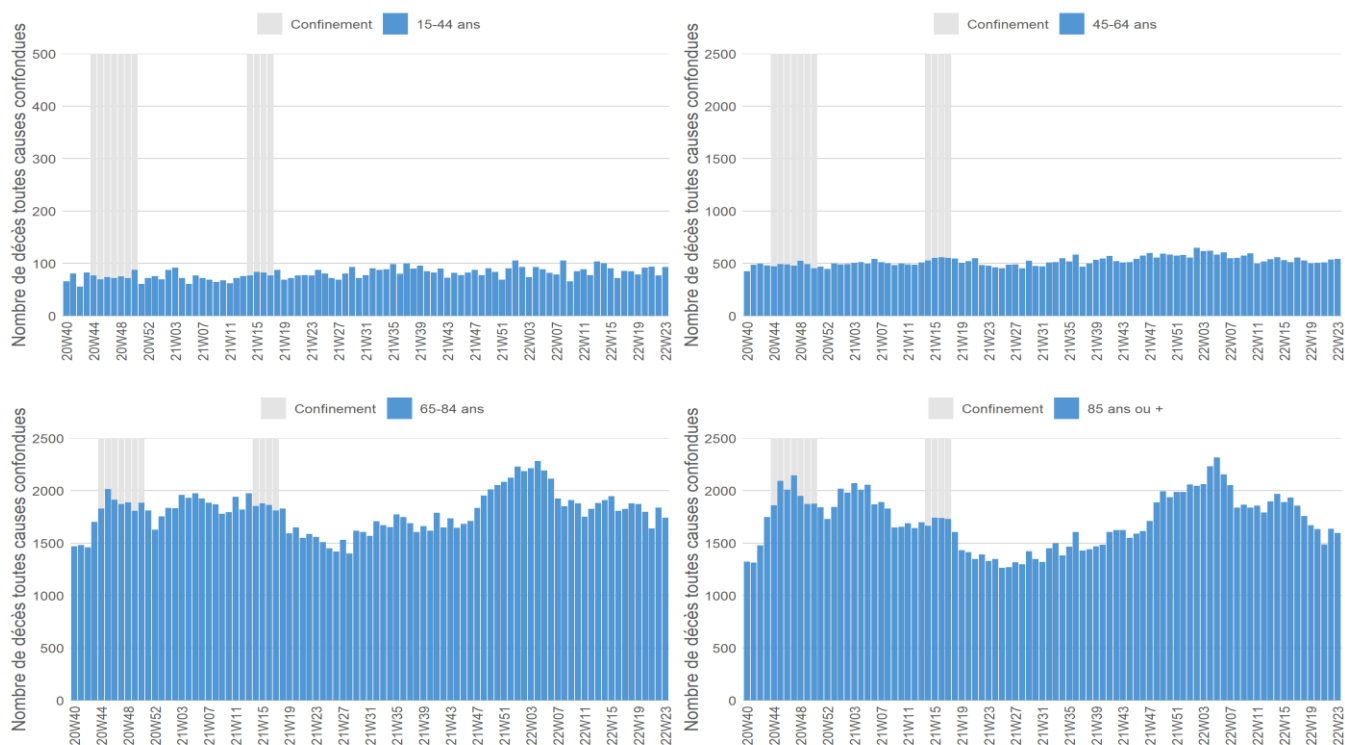 Confinement 15-44 ans
Nombre de décès toutes causes confondues
500
400
300
200
100
0
20W40 20W44 20W48 20W52 21W03 21W07 21W11 21W15 21W19 21W23 21W27 21W31 21W35 21W39 21W43 21W47 21W51 22W03 22W07 22W11 22W15 22W19 22W23
Confinement 45-64 ans
Nombre de décès toutes causes confondues
2500
2000
1500
1000
500
0
20W40 20W44 20W48 20W52 21W03 21W07 21W11 21W15 21W19 21W23 21W27 21W31 21W35 21W39 21W43 21W47 21W51 22W03 22W07 22W11 22W15 22W19 22W23
Confinement 65-84 ans
Nombre de décès toutes causes confondues
2500
2000
1500
1000
500
0
20W40 20W44 20W48 20W52 21W03 21W07 21W11 21W15 21W19 21W23 21W27 21W31 21W35 21W39 21W43 21W47 21W51 22W03 22W07 22W11 22W15 22W19 22W23
Confinement 85 ans ou +
Nombre de décès toutes causes confondues
2500
2000
1500
1000
500
0
20W40 20W44 20W48 20W52 21W03 21W07 21W11 21W15 21W19 21W23 21W27 21W31 21W35 21W39 21W43 21W47 21W51 22W03 22W07 22W11 22W15 22W19 22W23